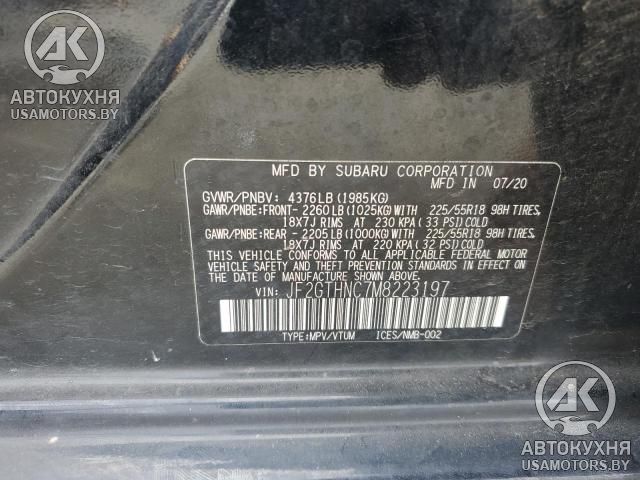 AK
АВТОКУХНЯ
USAMOTORS.BY
MFD BY SUBARU CORPORATION
MFD IN 07/20
GVWR/PNBV: 4376LB(1985KG)
GAWR/PNBE:FRONT- 2260LB(1025KG)WITH 225/55R18 98H TIRES,
18X7J RIMS AT 230 KPA(33 PSI)COLD
GAWR/PNBE:REAR - 2205LB(1000KG)WITH 225/55R18 98H TIRES,
18X7J RIMS AT 220 KPA(32 PSI)COLD
THIS VEHICLE CONFORMS TO ALL APPLICABLE FEDERAL MOTOR
VEHICLE SAFETY AND THEFT PREVENTION STANDARDS IN EFFECT ON
THE DATE OF MANUFACTURE SHOWN ABOVE.
VIN: JF2GTHNC7M8223197
TYPE:MPV/VTUM ICES/NMB-002
AK
АВТОКУХНЯ
USAMOTORS.BY